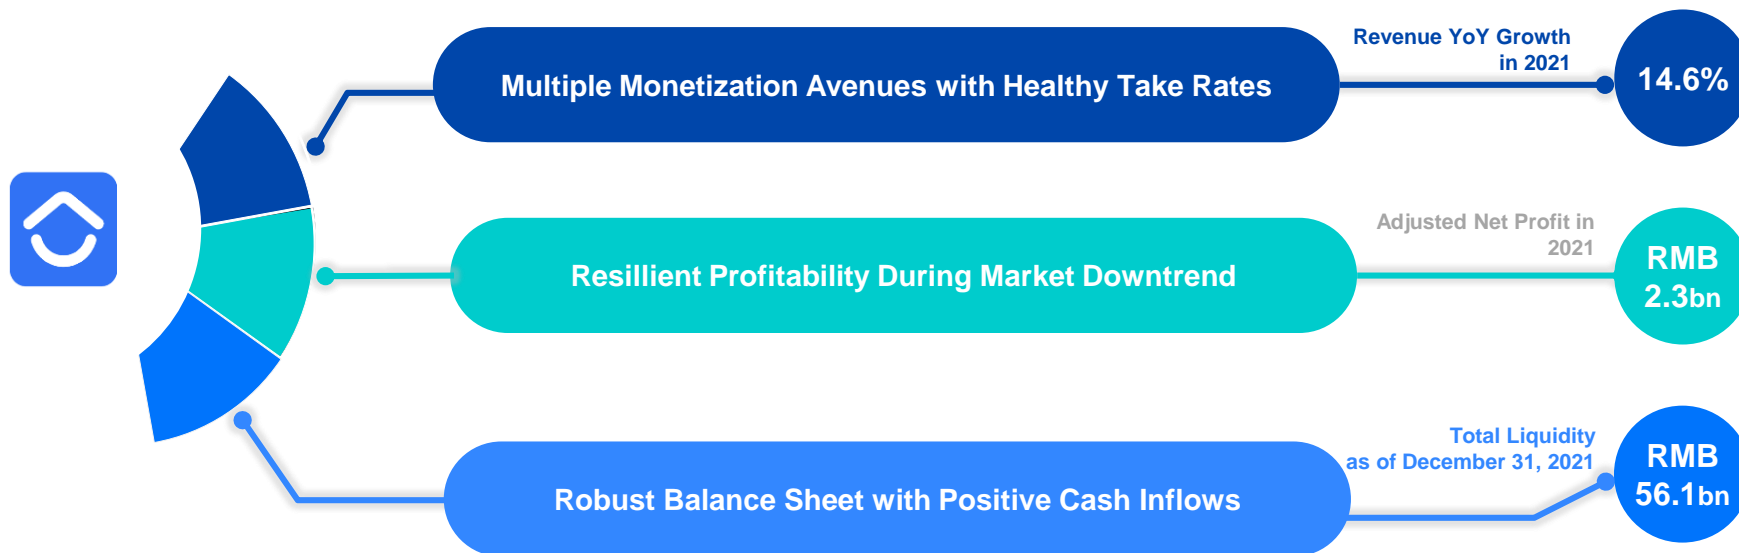 Multiple Monetization Avenues with Healthy Take Rates
Revenue YoY Growth
in 2021
14.6%
Resillient Profitability During Market Downtrend
Adjusted Net Profit in
2021
RMB
2.3bn
Robust Balance Sheet with Positive Cash Inflows
Total Liquidity
as of December 31, 2021
RMB
56.1bn